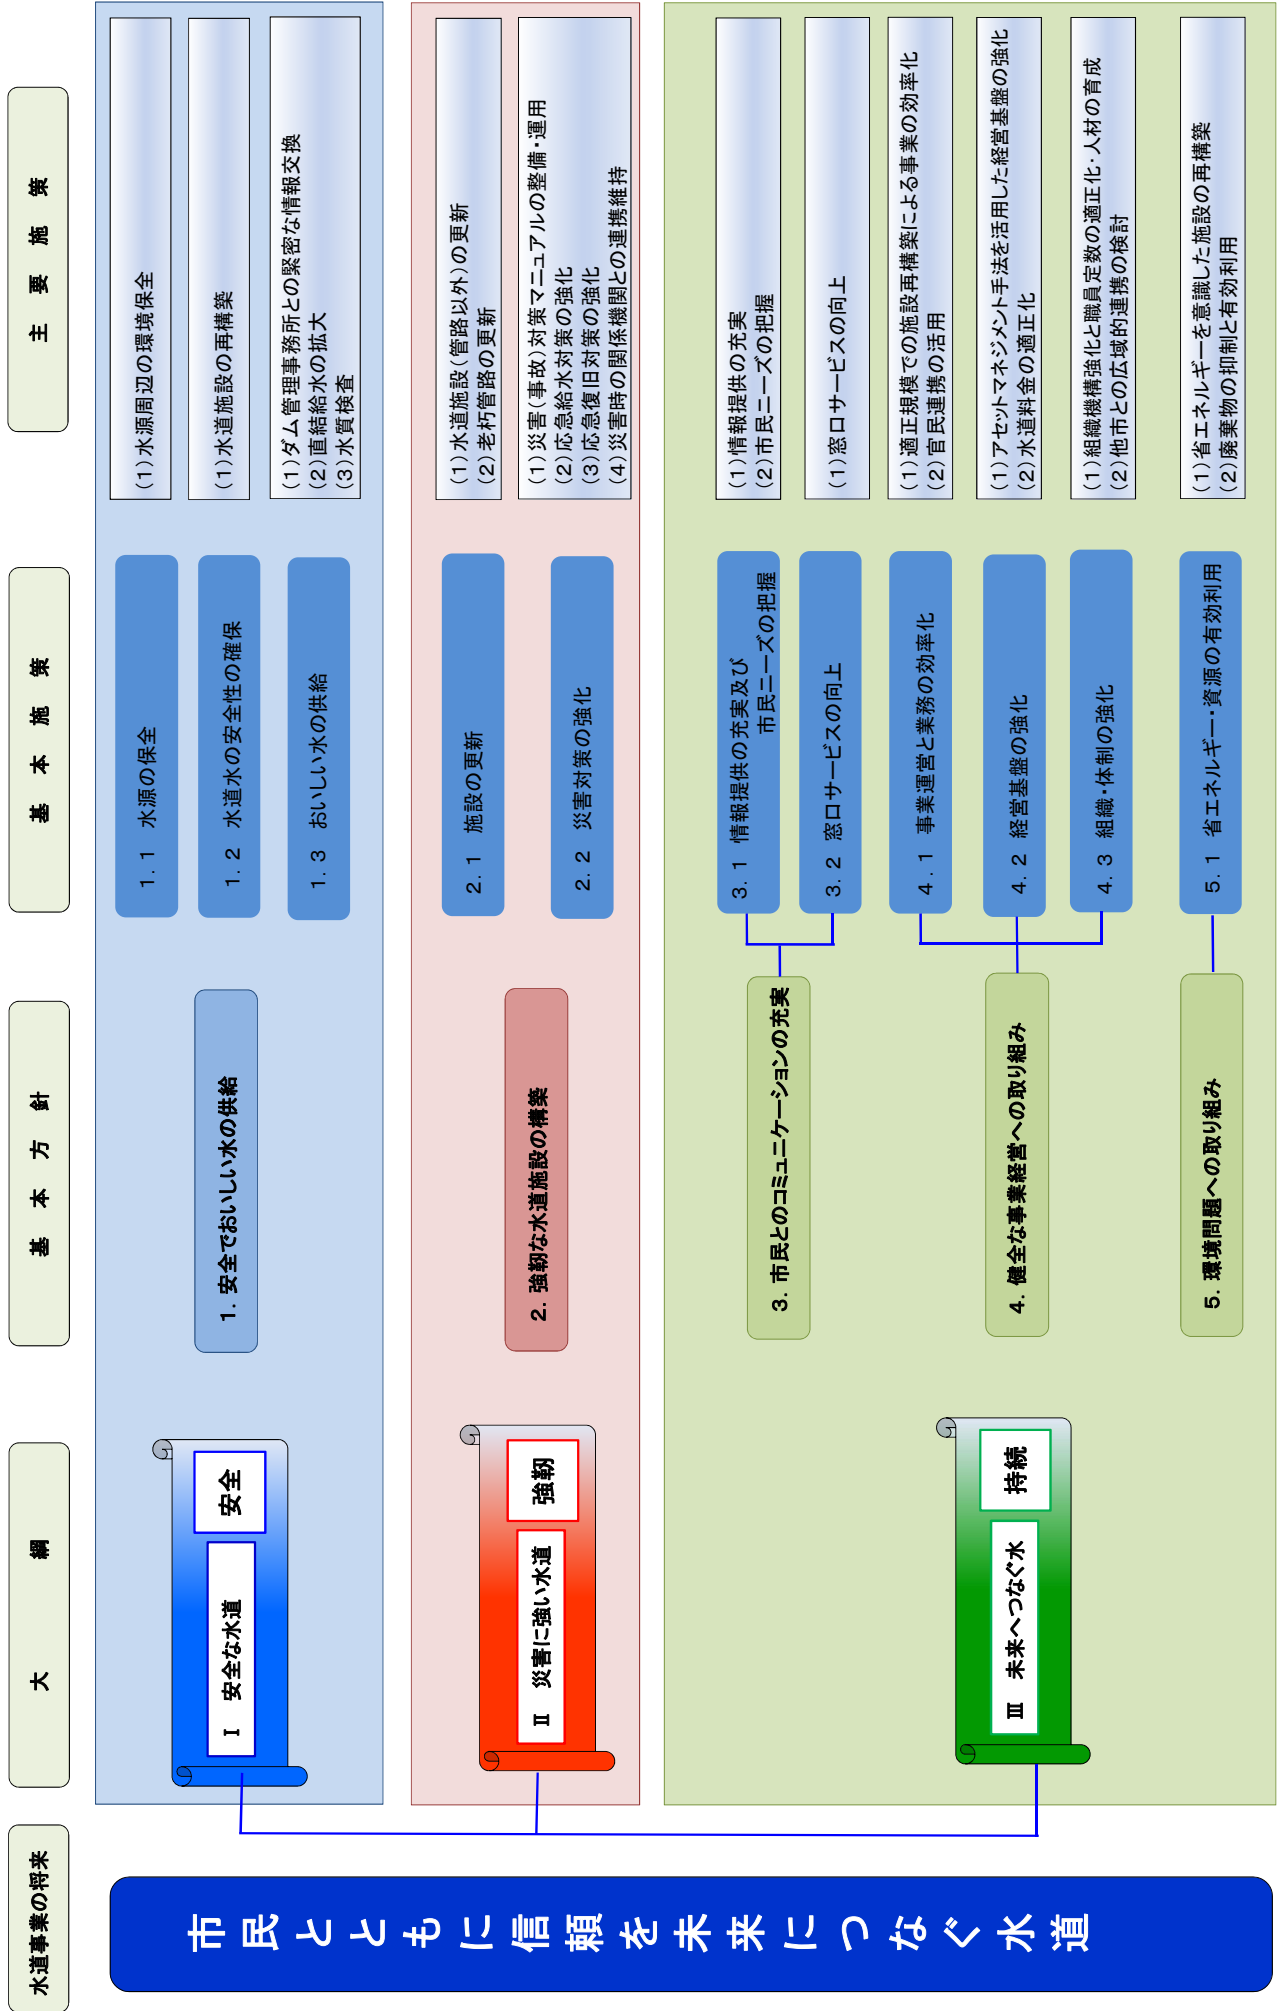 水道事業の将来
大綱
基本方針
基本施策
主要施策
市民とともに信頼を未来につなぐ水道
Ⅰ　安全な水道
安全
1．安全でおいしい水の供給
1．1　水源の保全
(1)水源周辺の環境保全
1．2　水道水の安全性の確保
(1)水道施設の再構築
1．3　おいしい水の供給
(1)ダム管理事務所との緊密な情報交換
(2)直結給水の拡大
(3)水質検査
Ⅱ　災害に強い水道
強靭
2．強靭な水道施設の構築
2．1　施設の更新
(1)水道施設(管路以外)の更新
(2)老朽管路の更新
2．2　災害対策の強化
(1)災害(事故)対策マニュアルの整備・運用
(2)応急給水対策の強化
(3)応急復旧対策の強化
(4)災害時の関係機関との連携維持
Ⅲ　未来へつなぐ水
持続
3．市民とのコミュニケーションの充実
3．1　情報提供の充実及び
市民ニーズの把握
(1)情報提供の充実
(2)市民ニーズの把握
3．2　窓口サービスの向上
(1)窓口サービスの向上
4．健全な事業経営への取り組み
4．1　事業運営と業務の効率化
(1)適正規模での施設再構築による事業の効率化
(2)官民連携の活用
4．2　経営基盤の強化
(1)アセットマネジメント手法を活用した経営基盤の強化
(2)水道料金の適正化
4．3　組織・体制の強化
(1)組織機構強化と職員定数の適正化・人材の育成
(2)他市との広域的連携の検討
5．環境問題への取り組み
5．1　省エネルギー・資源の有効利用
(1)省エネルギーを意識した施設の再構築
(2)廃棄物の抑制と有効利用